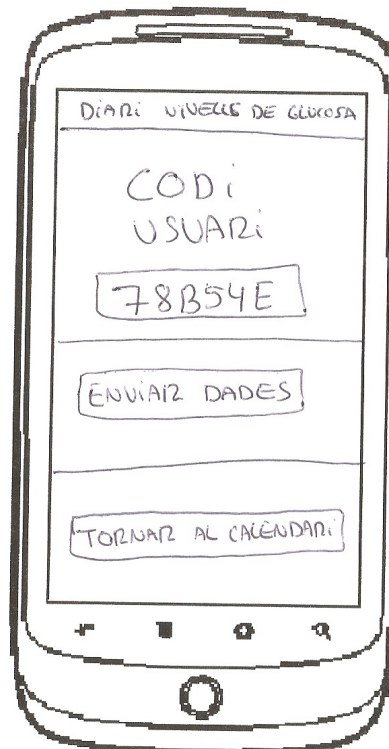 DiARi NIVELLS DE GLUCOSA
CODi
USUARi
78B54E
ENViAR DADES
TORNAR AL CALENDARi